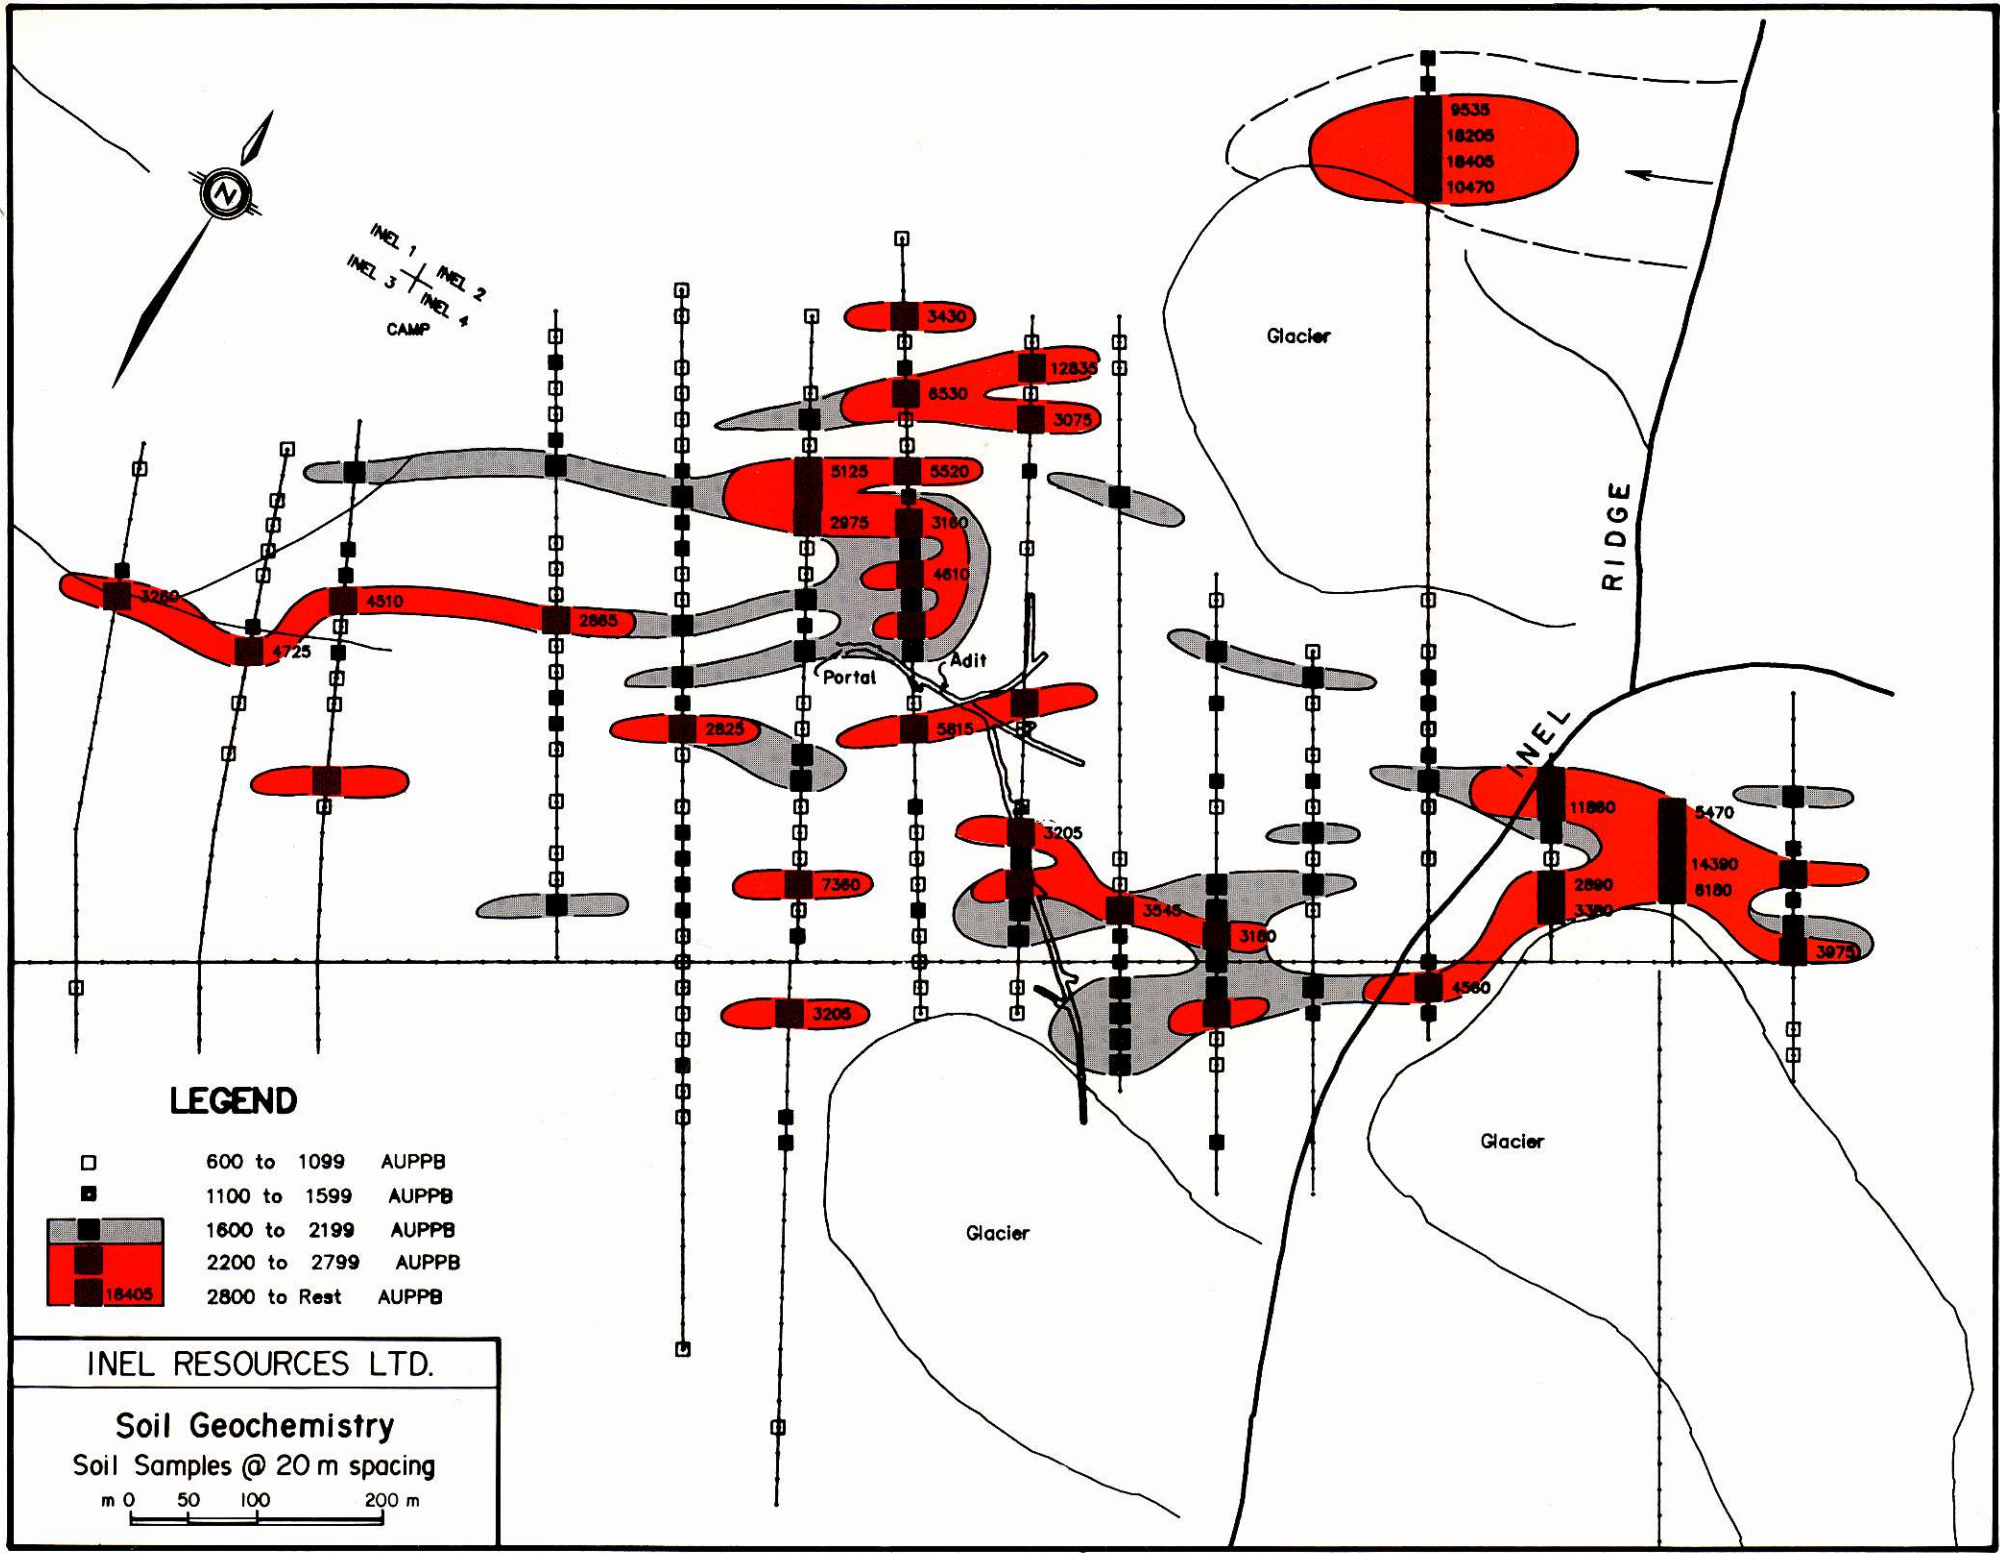 9535
18205
18405
10470
N
INEL 1
INEL 2
INEL 3
INEL 4
CAMP
Glacier
3430
12835
6530
3075
5125
5520
2975
3160
4610
RIDGE
3260
4510
2865
4725
Adit
Portal
2825
5815
INEL
11860
5470
3205
14390
7360
2890
6180
3545
3380
3180
3975
4560
3205
LEGEND
600 to 1099 AUPPB
1100 to 1599 AUPPB
1600 to 2199 AUPPB
2200 to 2799 AUPPB
18405
2800 to Rest AUPPB
Glacier
Glacier
INEL RESOURCES LTD.
Soil Geochemistry
Soil Samples @ 20 m spacing
m 0 50 100 200 m